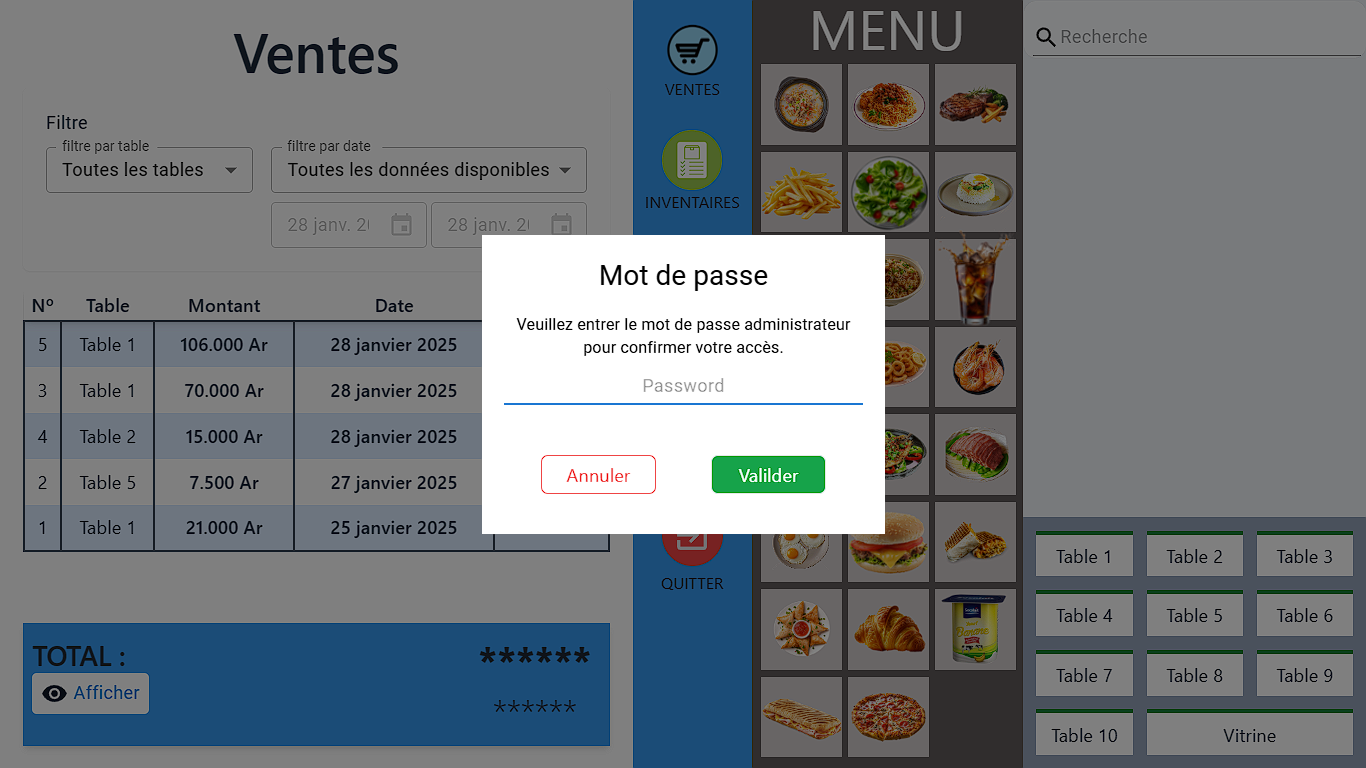 Ventes
Filtre
filtre par table
Toutes les tables
filtre par date
Toutes les données disponibles
28 janv. 20
28 janv. 20
N° Table Montant Date
5 Table 1 106.000 Ar 28 janvier 2025
3 Table 1 70.000 Ar 28 janvier 2025
4 Table 2 15.000 Ar 28 janvier 2025
2 Table 5 7.500 Ar 27 janvier 2025
1 Table 1 21.000 Ar 25 janvier 2025
TOTAL : ******
Afficher
******
VENTES
INVENTAIRES
QUITTER
Mot de passe
Veuillez entrer le mot de passe administrateur
pour confirmer votre accès.
Password
Annuler
Valilder
MENU
Recherche
Table 1 Table 2 Table 3
Table 4 Table 5 Table 6
Table 7 Table 8 Table 9
Table 10 Vitrine